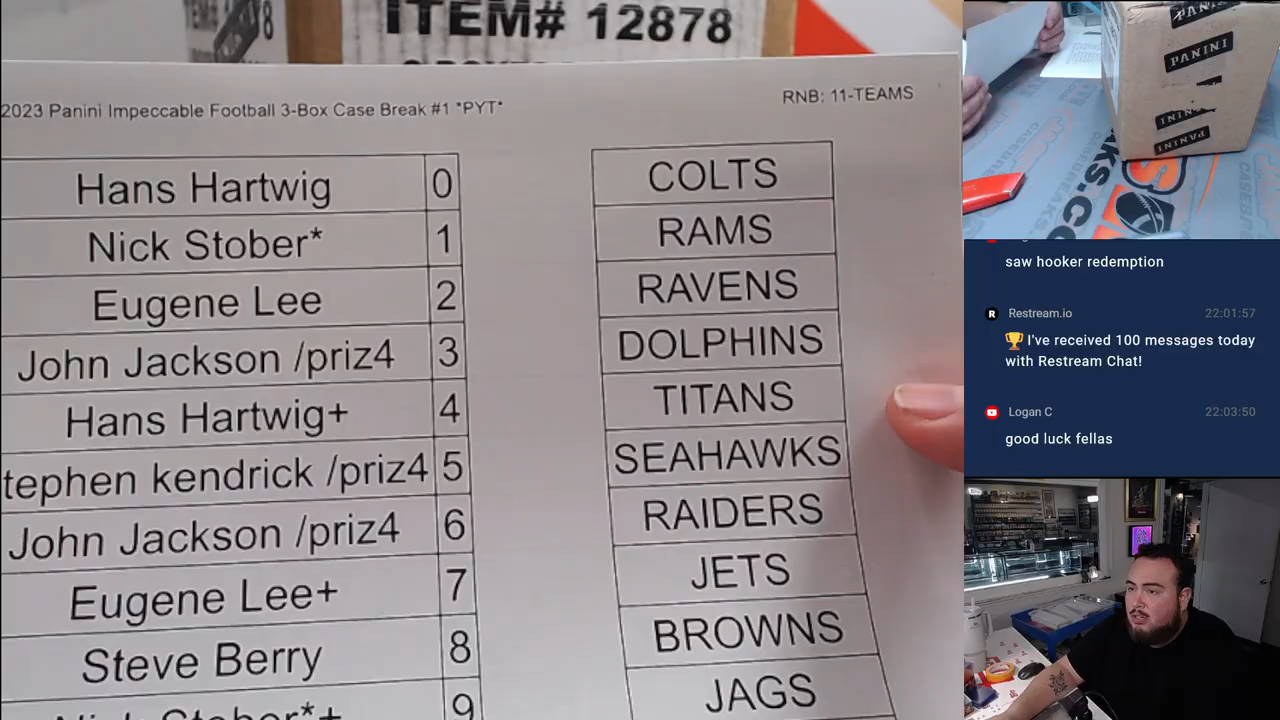 ITEM# 12878
2023 Panini Impeccable Football 3-Box Case Break #1 *PYT*
RNB: 11-TEAMS
Hans Hartwig 0 COLTS
Nick Stober* 1 RAMS
Eugene Lee 2 RAVENS
John Jackson /priz4 3 DOLPHINS
Hans Hartwig+ 4 TITANS
tephen kendrick /priz4 5 SEAHAWKS
John Jackson /priz4 6 RAIDERS
Eugene Lee+ 7 JETS
Steve Berry 8 BROWNS
Nick Stober*+ 9 JAGS
PANINI
PANINI
saw hooker redemption
Restream.io 22:01:57
🏆 I've received 100 messages today
with Restream Chat!
Logan C 22:03:50
good luck fellas